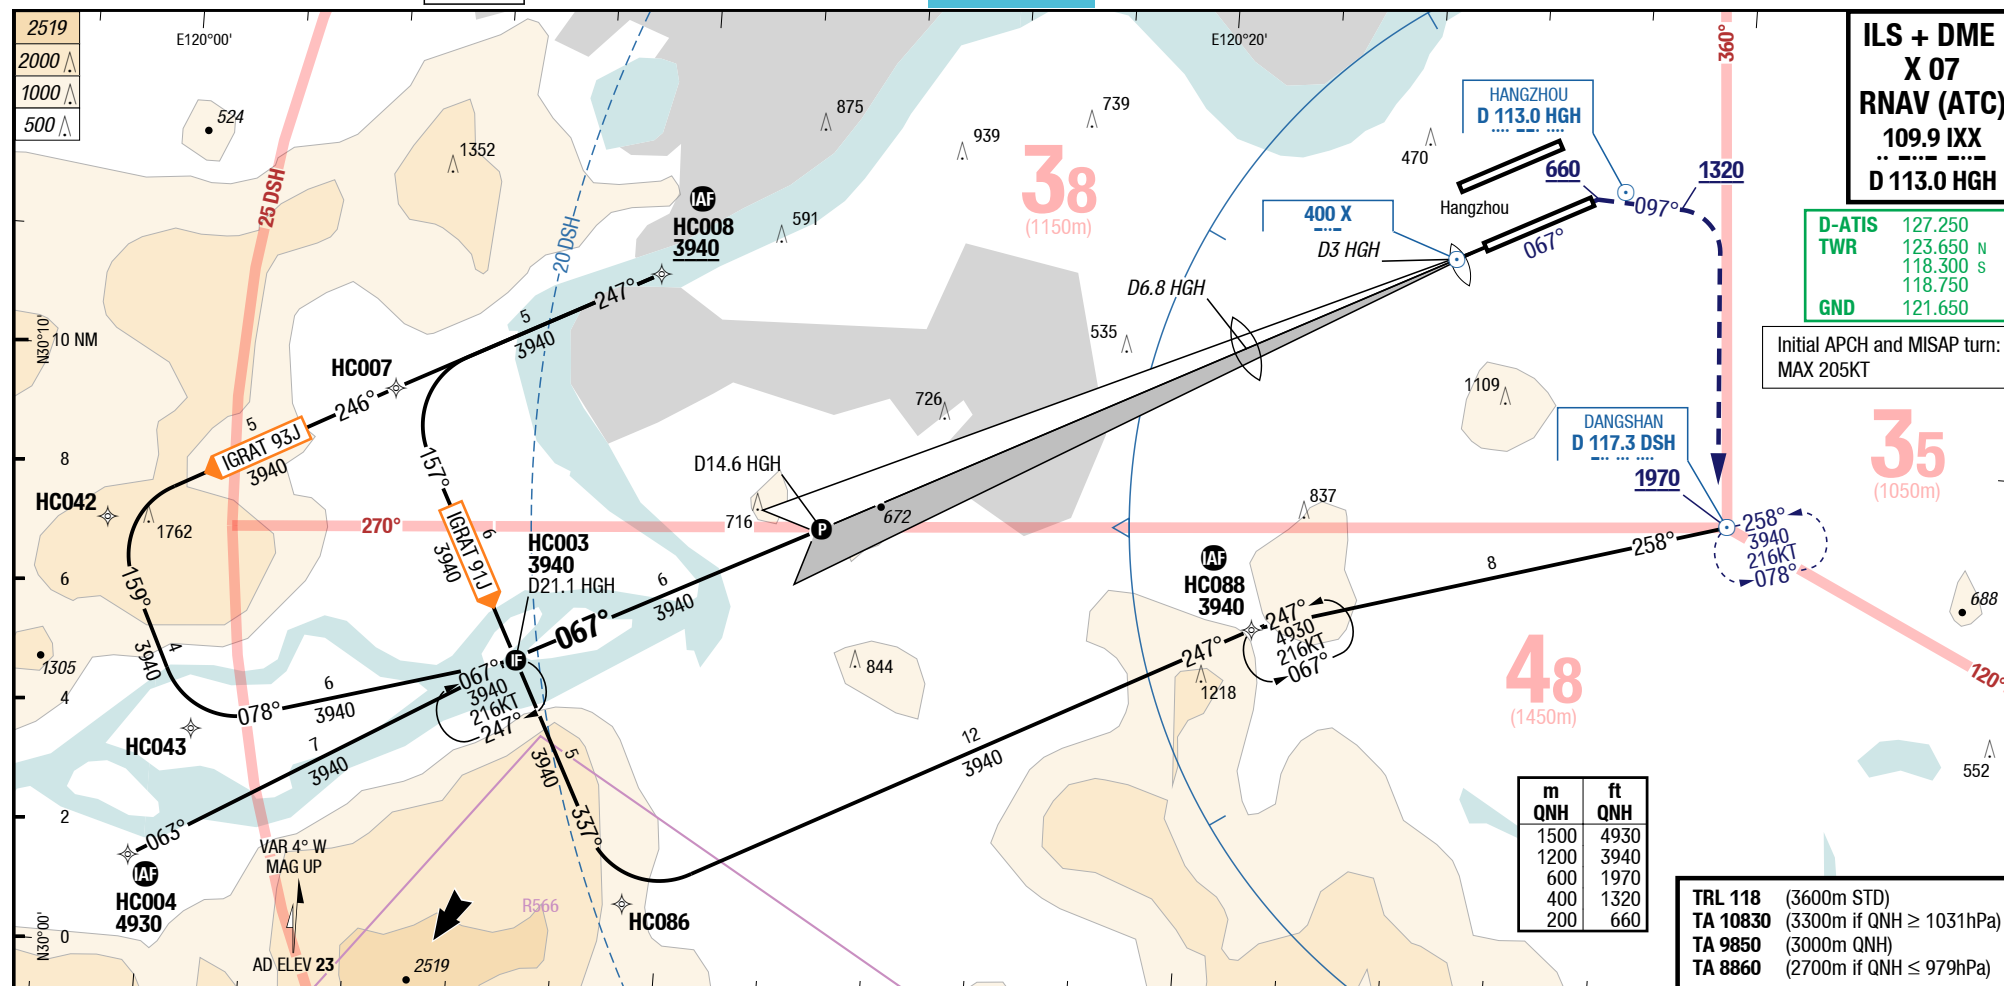 2519
2000
1000
500
E120°00'
E120°20'
360°
ILS + DME
X 07
RNAV (ATC)
109.9 IXX
D 113.0 HGH
HANGZHOU
D 113.0 HGH
524
1352
875
939
739
470
660
1320
097°
38
(1150m)
25 DSH
20 DSH
IAF
HC008
3940
591
247°
5
3940
400 X
D3 HGH
Hangzhou
067°
D6.8 HGH
D-ATIS 127.250
TWR 123.650 N
118.300 S
118.750
GND 121.650
Initial APCH and MISAP turn:
MAX 205KT
N30°10'
10 NM
HC007
246°
535
726
1109
5
IGRAT 93J
3940
157°
DANGSHAN
D 117.3 DSH
1970
35
(1050m)
8
D14.6 HGH
HC042
1762
270°
716
P
672
837
IGRAT 91J
6
3940
HC003
3940
D21.1 HGH
IAF
HC088
3940
258°
8
258°
3940
216KT
078°
6
159°
6
3940
067°
247°
4930
216KT
067°
688
1305
4
3940
IF
844
247°
1218
48
(1450m)
120°
4
6
078°
3940
067°
3940
216KT
247°
HC043
7
3940
5
3940
12
3940
552
2
063°
337°
VAR 4° W
MAG UP
IAF
HC004
4930
R566
HC086
m ft
QNH QNH
1500 4930
1200 3940
600 1970
400 1320
200 660
N30°00'
0
AD ELEV 23
2519
TRL 118 (3600m STD)
TA 10830 (3300m if QNH ≥ 1031hPa)
TA 9850 (3000m QNH)
TA 8860 (2700m if QNH ≤ 979hPa)